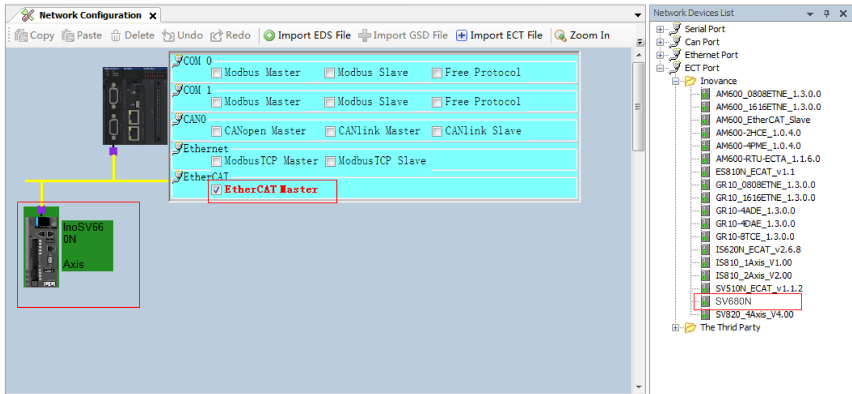 Network Configuration x
Copy Paste Delete Undo Redo Import EDS File Import GSD File Import ECT File Zoom In
COM 0
Modbus Master Modbus Slave Free Protocol
COM 1
Modbus Master Modbus Slave Free Protocol
CAN0
CANopen Master CANlink Master CANlink Slave
Ethernet
ModbusTCP Master ModbusTCP Slave
EtherCAT
EtherCAT Master
InoSV66
0N
Axis
Network Devices List
Serial Port
Can Port
Ethernet Port
ECT Port
Inovance
AM600_0808ETNE_1.3.0.0
AM600_1616ETNE_1.3.0.0
AM600_EtherCAT_Slave
AM600-2HCE_1.0.4.0
AM600-4PME_1.0.4.0
AM600-RTU-ECTA_1.1.6.0
ES810N_ECAT_v1.1
GR10_0808ETNE_1.3.0.0
GR10_1616ETNE_1.3.0.0
GR10-4ADE_1.3.0.0
GR10-4DAE_1.3.0.0
GR10-8TCE_1.3.0.0
IS620N_ECAT_v2.6.8
IS810_1Axis_V1.00
IS810_2Axis_V2.00
SV510N_ECAT_v1.1.2
SV680N
SV820_4Axis_V4.00
The Thrid Party